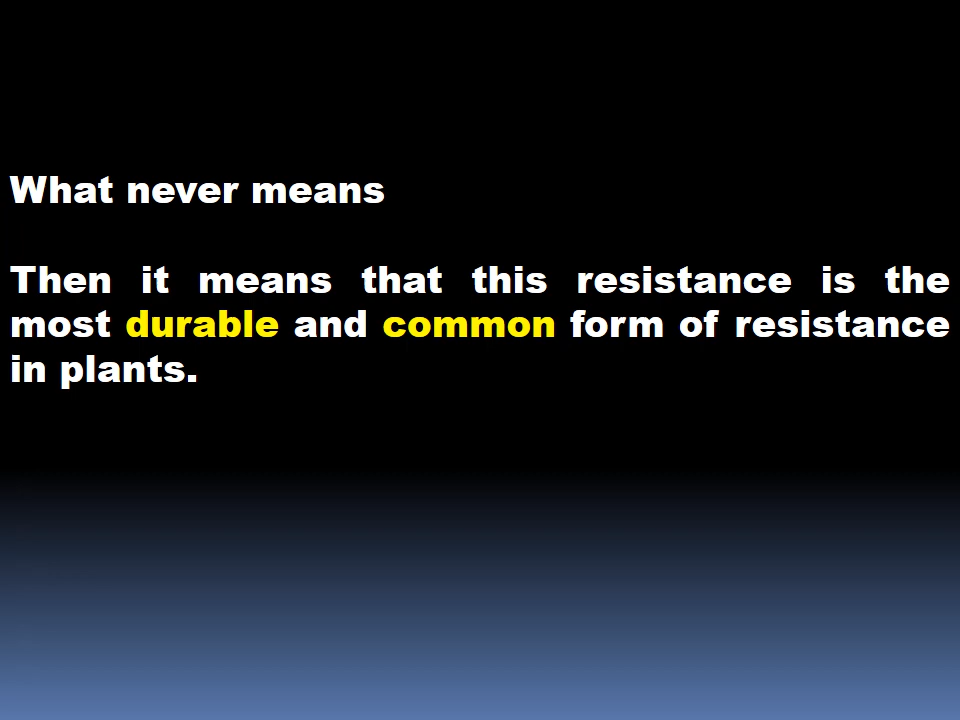 What never means
Then it means that this resistance is the
most durable and common form of resistance
in plants.